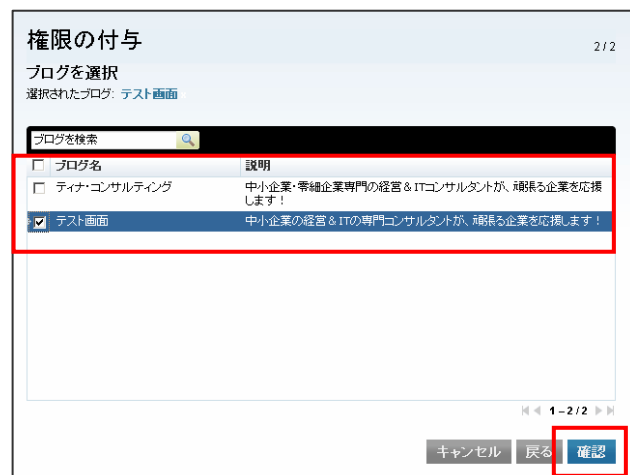 権限の付与
2/2
ブログを選択
選択されたブログ: テスト画面
ブログを検索
ブログ名 説明
ティナ・コンサルティング 中小企業・零細企業専門の経営＆ITコンサルタントが、頑張る企業を応援
します！
テスト画面 中小企業の経営＆ITの専門コンサルタントが、頑張る企業を応援します！
1-2/2
キャンセル 戻る 確認